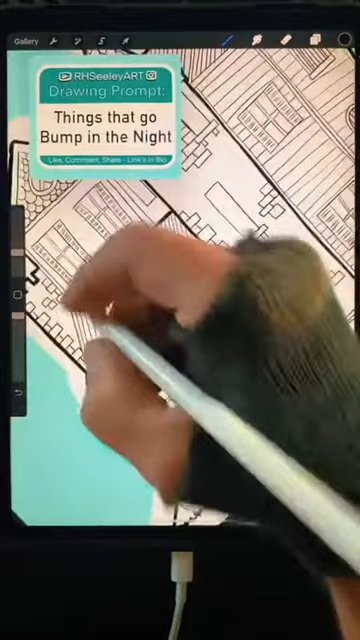 Gallery
RHSeeleyART
Drawing Prompt:
Things that go
Bump in the Night
Like, Comment, Share - Link's in Bio